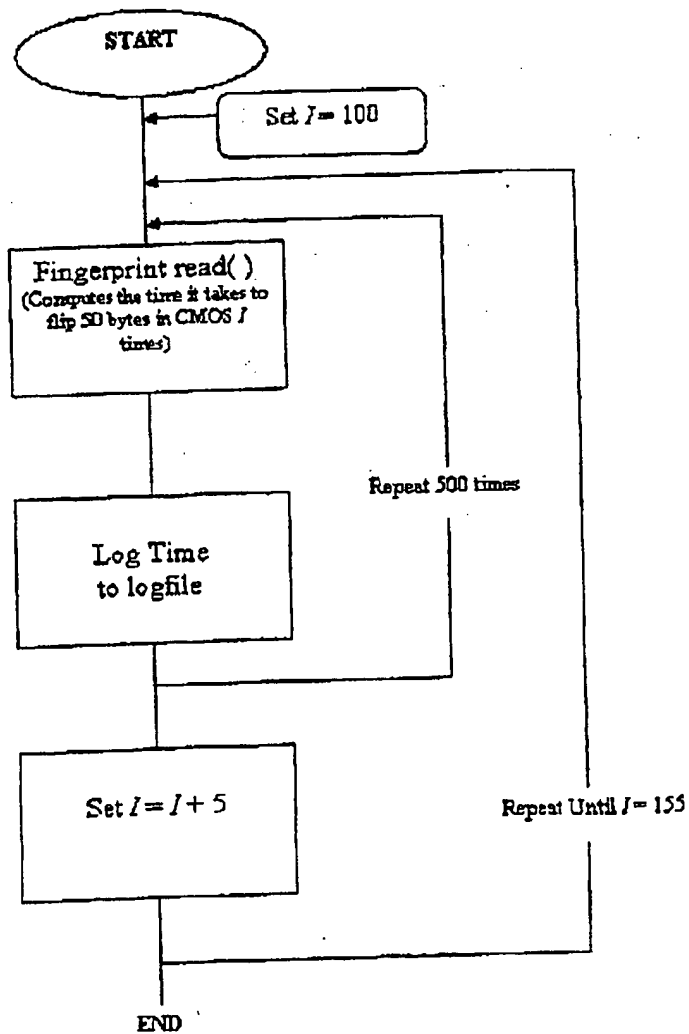 START
Set I = 100
Fingerprint read( )
(Computes the time it takes to
flip 50 bytes in CMOS I
times)
Repeat 500 times
Log Time
to logfile
Set I = I + 5
Repeat Until I = 155
END